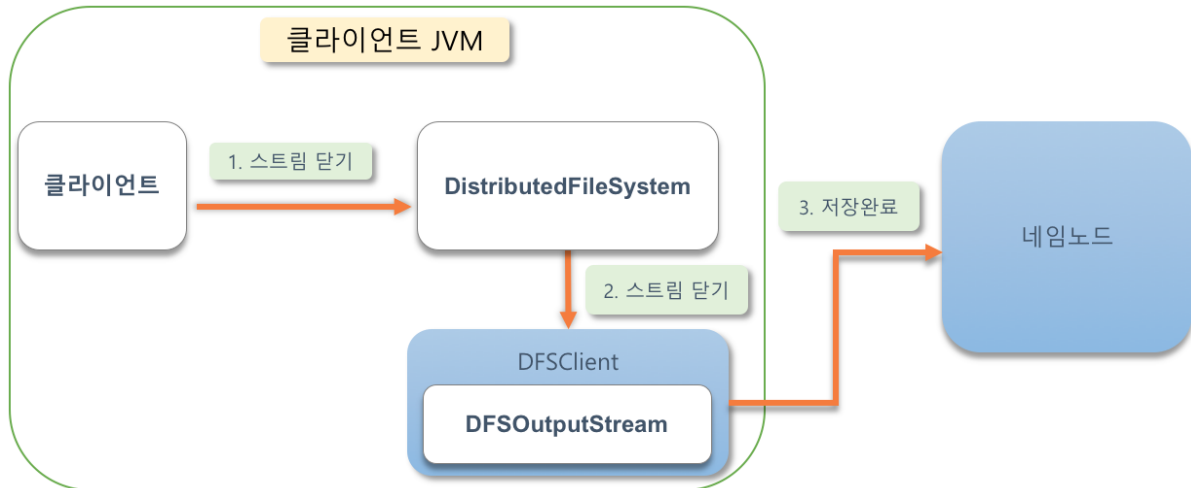 클라이언트 JVM
클라이언트
1. 스트림 닫기
DistributedFileSystem
2. 스트림 닫기
DFSClient
DFSOutputStream
3. 저장완료
네임노드